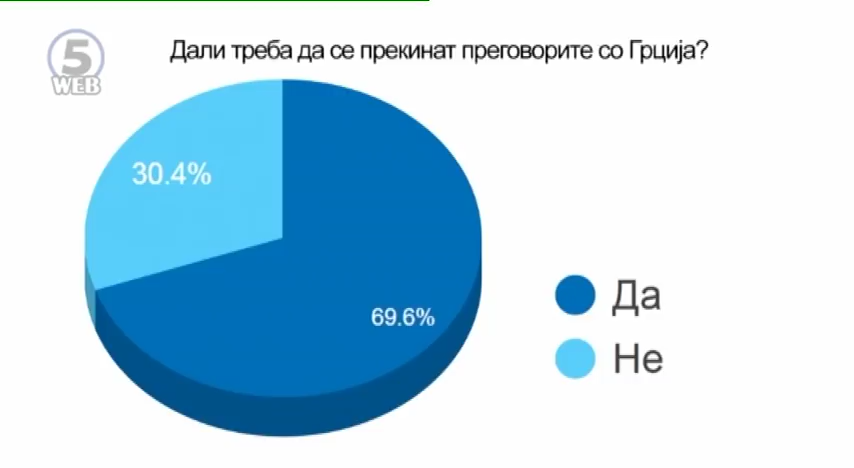 5
WEB
Дали треба да се прекинат преговорите со Грција?
30.4%
69.6%
Да
Не